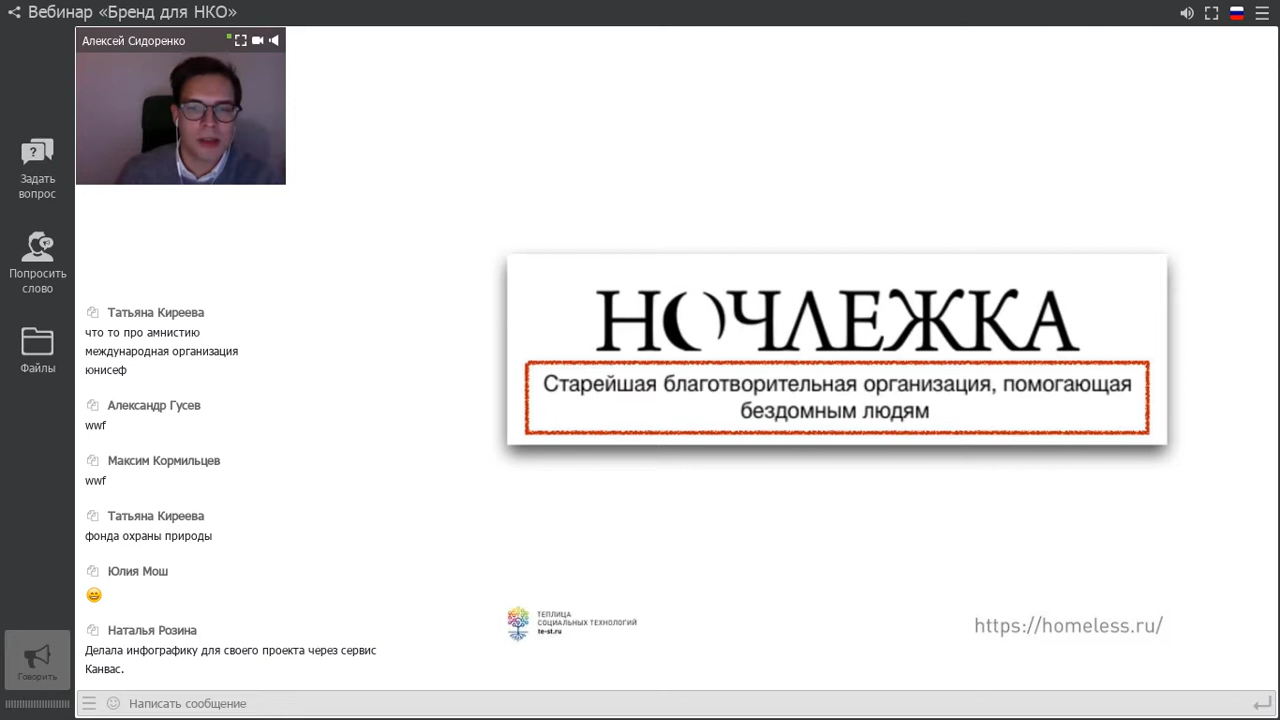 Вебинар «Бренд для НКО»
Алексей Сидоренко
Задать
вопрос
Попросить
слово
Файлы
Говорить
Татьяна Киреева
что то про амнистию
международная организация
юнисеф
Александр Гусев
wwf
Максим Кормильцев
wwf
Татьяна Киреева
фонда охраны природы
Юлия Мош
Наталья Розина
Делала инфографику для своего проекта через сервис
Канвас.
Написать сообщение
НОЧЛЕЖКА
Старейшая благотворительная организация, помогающая
бездомным людям
ТЕПЛИЦА
СОЦИАЛЬНЫХ ТЕХНОЛОГИЙ
te-st.ru
https://homeless.ru/